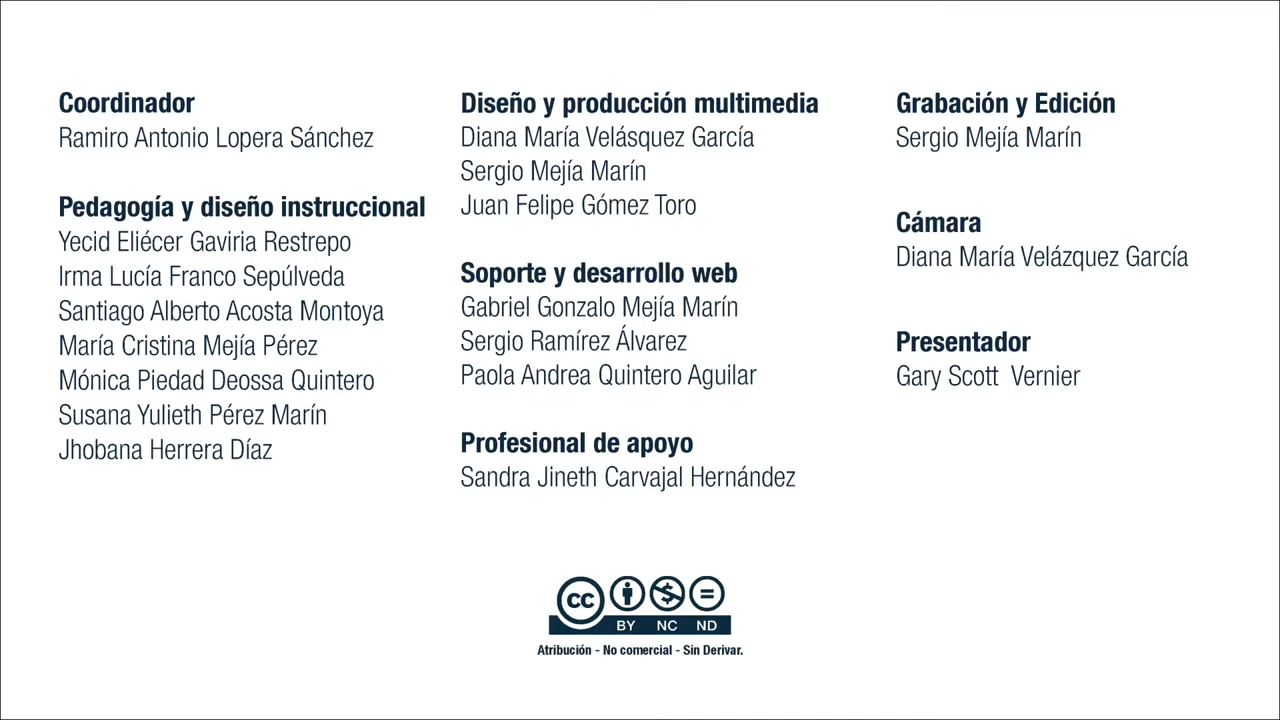 Coordinador
Ramiro Antonio Lopera Sánchez
Pedagogía y diseño instruccional
Yecid Eliécer Gaviria Restrepo
Irma Lucía Franco Sepúlveda
Santiago Alberto Acosta Montoya
María Cristina Mejía Pérez
Mónica Piedad Deossa Quintero
Susana Yulieth Pérez Marín
Jhobana Herrera Díaz
Diseño y producción multimedia
Diana María Velásquez García
Sergio Mejía Marín
Juan Felipe Gómez Toro
Soporte y desarrollo web
Gabriel Gonzalo Mejía Marín
Sergio Ramírez Álvarez
Paola Andrea Quintero Aguilar
Profesional de apoyo
Sandra Jineth Carvajal Hernández
Grabación y Edición
Sergio Mejía Marín
Cámara
Diana María Velázquez García
Presentador
Gary Scott  Vernier
cc
BY NC ND
Atribución - No comercial - Sin Derivar.